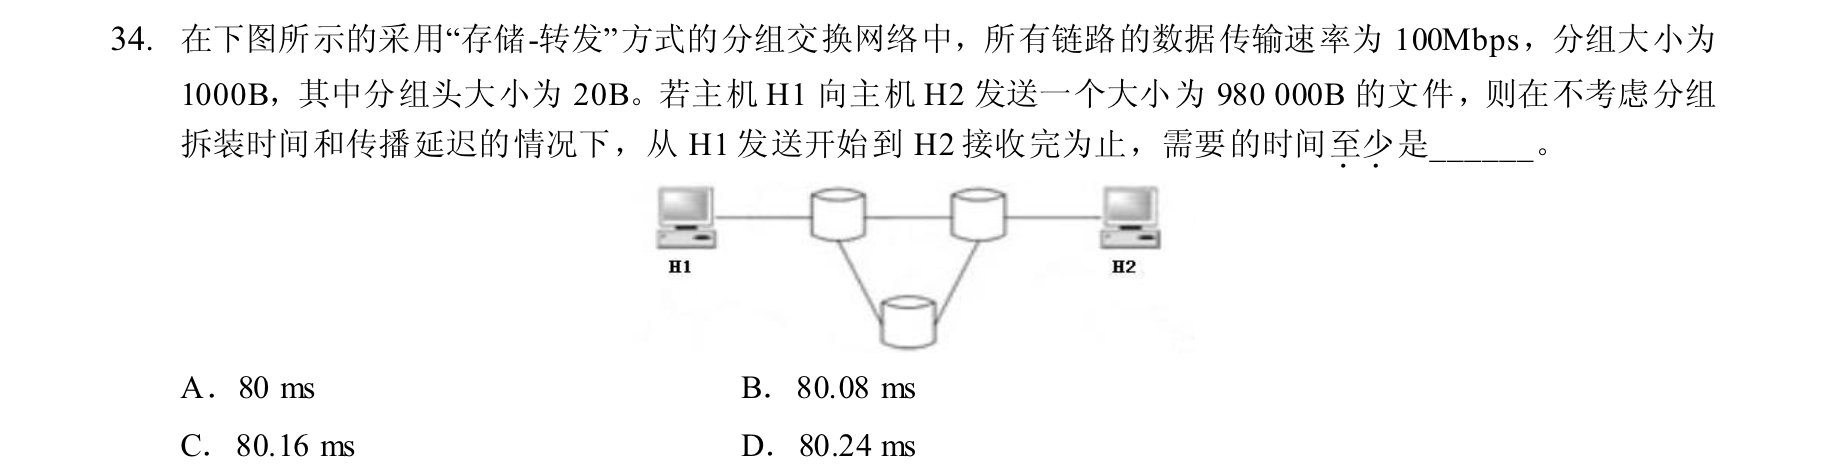 34. 在下图所示的采用“存储-转发”方式的分组交换网络中，所有链路的数据传输速率为 100Mbps，分组大小为
1000B，其中分组头大小为 20B。若主机 H1 向主机 H2 发送一个大小为 980 000B 的文件，则在不考虑分组
拆装时间和传播延迟的情况下，从 H1 发送开始到 H2 接收完为止，需要的时间至少是______。
H1 H2
A. 80 ms B. 80.08 ms
C. 80.16 ms D. 80.24 ms